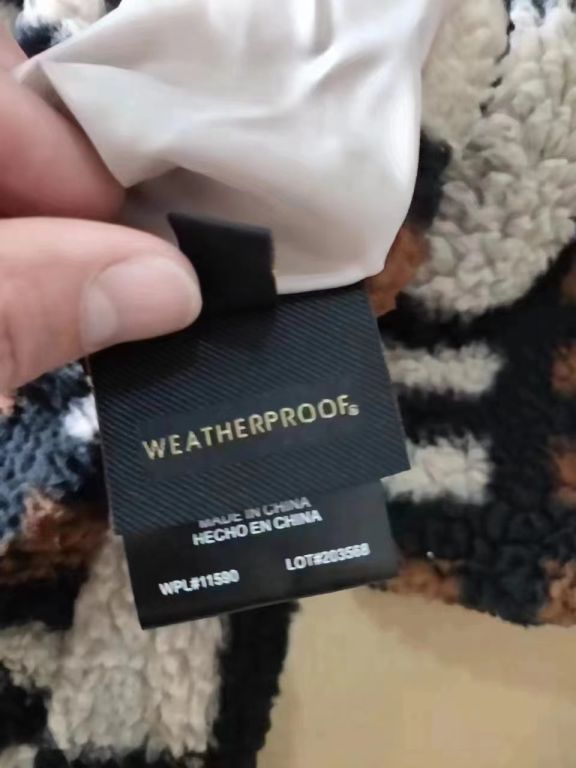 WEATHERPROOF®
MADE IN CHINA
HECHO EN CHINA
WPL#11590 LOT#203568